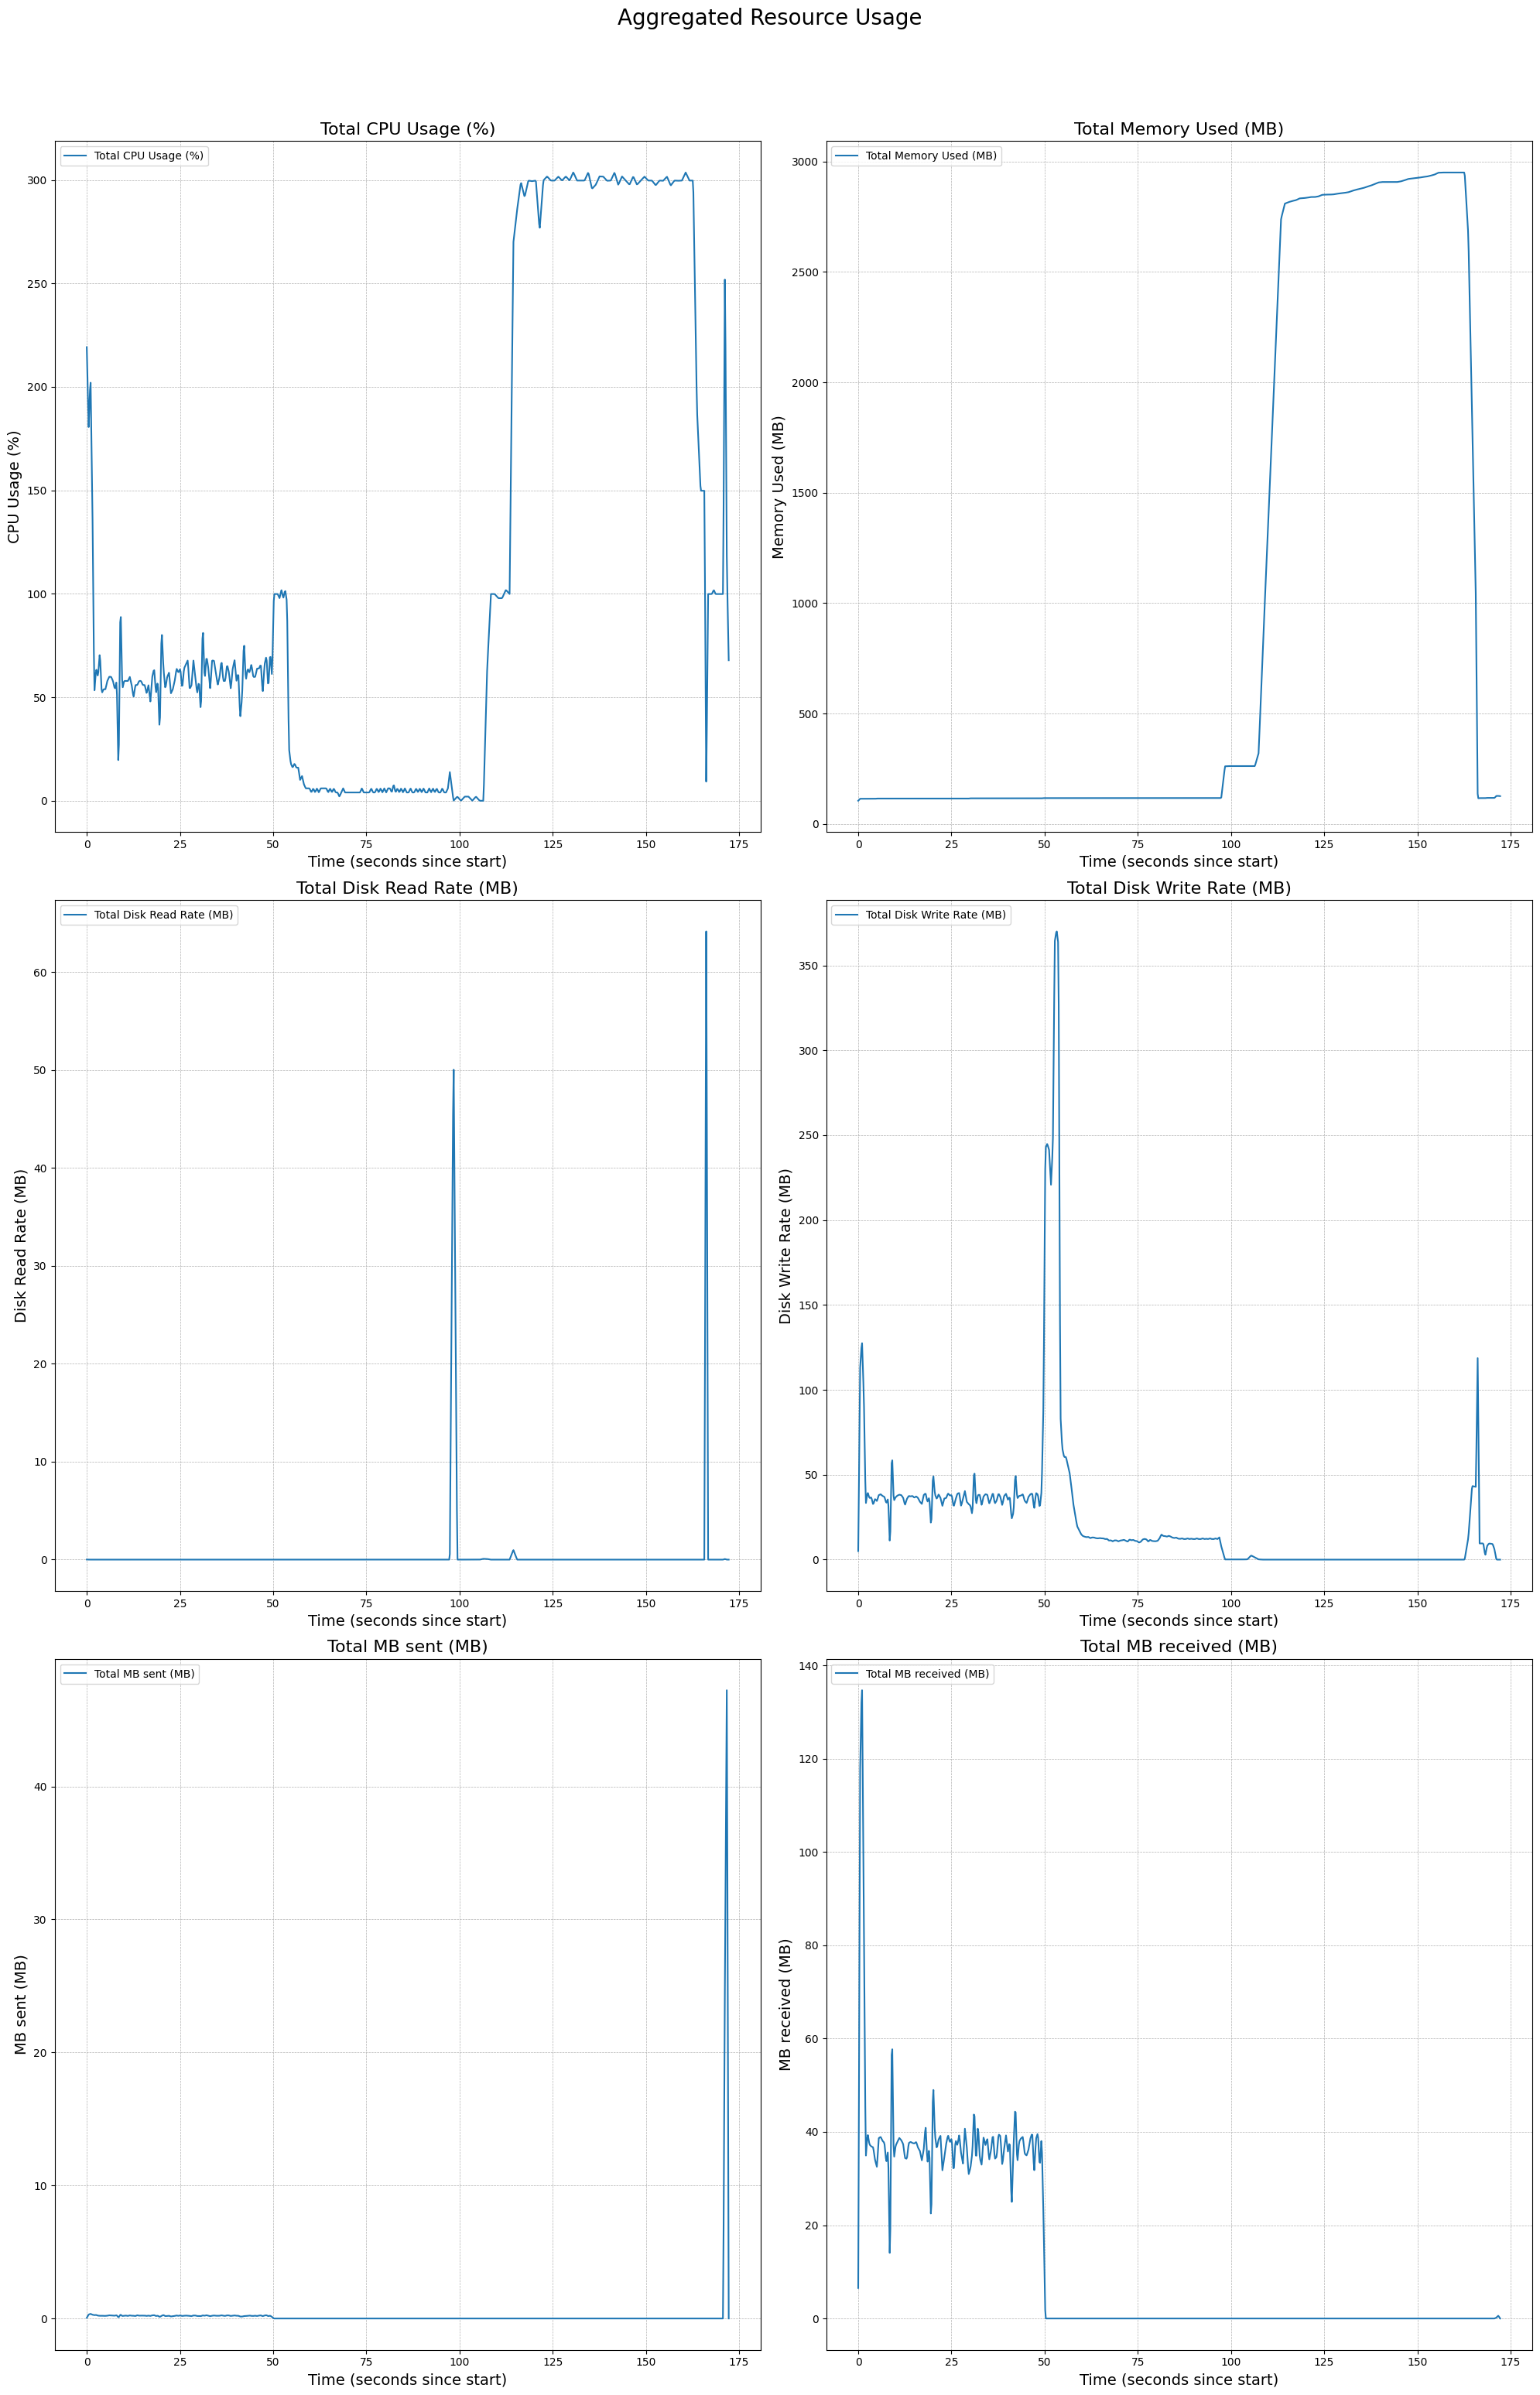 Aggregated Resource Usage
Total CPU Usage (%)
Total CPU Usage (%)
CPU Usage (%)
300
250
200
150
100
50
0
0 25 50 75 100 125 150 175
Time (seconds since start)
Total Memory Used (MB)
Total Memory Used (MB)
Memory Used (MB)
3000
2500
2000
1500
1000
500
0
0 25 50 75 100 125 150 175
Time (seconds since start)
Total Disk Read Rate (MB)
Total Disk Read Rate (MB)
Disk Read Rate (MB)
60
50
40
30
20
10
0
0 25 50 75 100 125 150 175
Time (seconds since start)
Total Disk Write Rate (MB)
Total Disk Write Rate (MB)
Disk Write Rate (MB)
350
300
250
200
150
100
50
0
0 25 50 75 100 125 150 175
Time (seconds since start)
Total MB sent (MB)
Total MB sent (MB)
MB sent (MB)
40
30
20
10
0
0 25 50 75 100 125 150 175
Time (seconds since start)
Total MB received (MB)
Total MB received (MB)
MB received (MB)
140
120
100
80
60
40
20
0
0 25 50 75 100 125 150 175
Time (seconds since start)